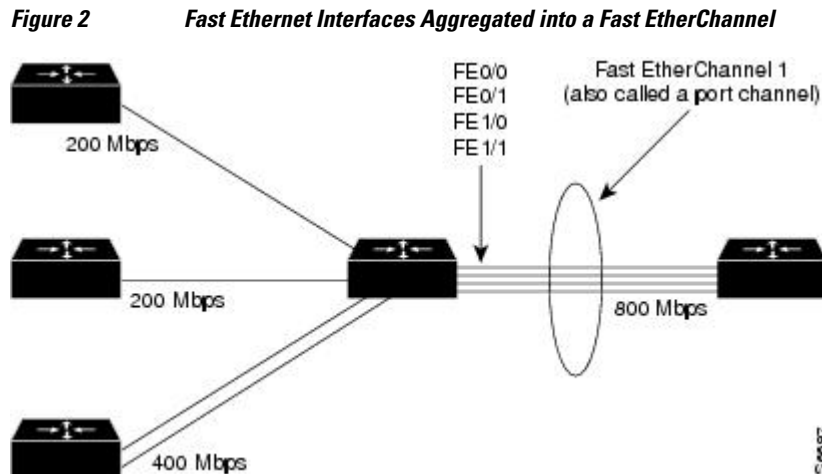 Figure 2 Fast Ethernet Interfaces Aggregated into a Fast EtherChannel
FE0/0
FE0/1
FE1/0
FE1/1
Fast EtherChannel 1
(also called a port channel)
200 Mbps
200 Mbps
800 Mbps
400 Mbps